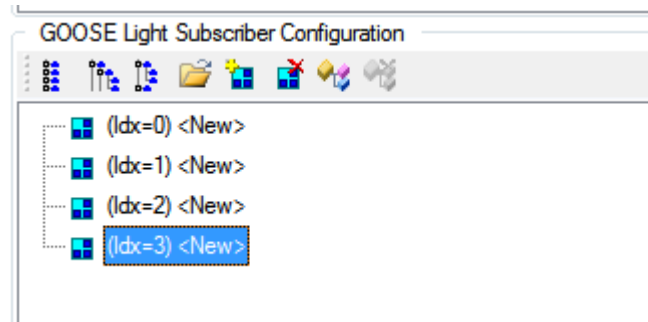 GOOSE Light Subscriber Configuration
(Idx=0) <New>
(Idx=1) <New>
(Idx=2) <New>
(Idx=3) <New>